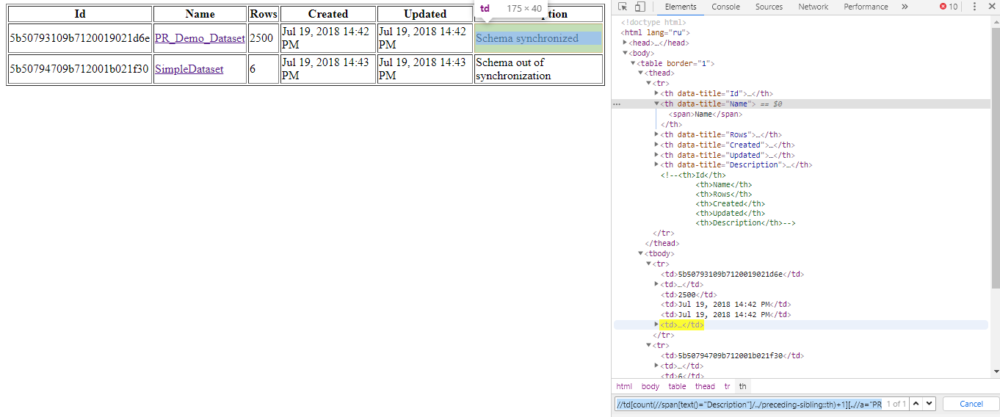 Id Name Rows Created Updated ption
td 175 × 40
5b50793109b7120019021d6e PR_Demo_Dataset 2500 Jul 19, 2018 14:42 PM Jul 19, 2018 14:42 PM Schema synchronized
5b50794709b712001b021f30 SimpleDataset 6 Jul 19, 2018 14:43 PM Jul 19, 2018 14:43 PM Schema out of synchronization
Elements Console Sources Network Performance » 10
<!doctype html>
<html lang="ru">
<head>…</head>
<body>
<table border="1">
<thead>
<tr>
<th data-title="Id">…</th>
<th data-title="Name"> == $0
<span>Name</span>
</th>
<th data-title="Rows">…</th>
<th data-title="Created">…</th>
<th data-title="Updated">…</th>
<th data-title="Description">…</th>
<!--<th>Id</th>
<th>Name</th>
<th>Rows</th>
<th>Created</th>
<th>Updated</th>
<th>Description</th>-->
</tr>
</thead>
<tbody>
<tr>
<td>5b50793109b7120019021d6e</td>
<td>…</td>
<td>2500</td>
<td>Jul 19, 2018 14:42 PM</td>
<td>Jul 19, 2018 14:42 PM</td>
<td>…</td>
</tr>
<tr>
<td>5b50794709b712001b021f30</td>
<td>…</td>
<td>6</td>
html body table thead tr th
//td[count(//span[text()="Description"]/../preceding-sibling::th)+1][..//a="PR 1 of 1 Cancel